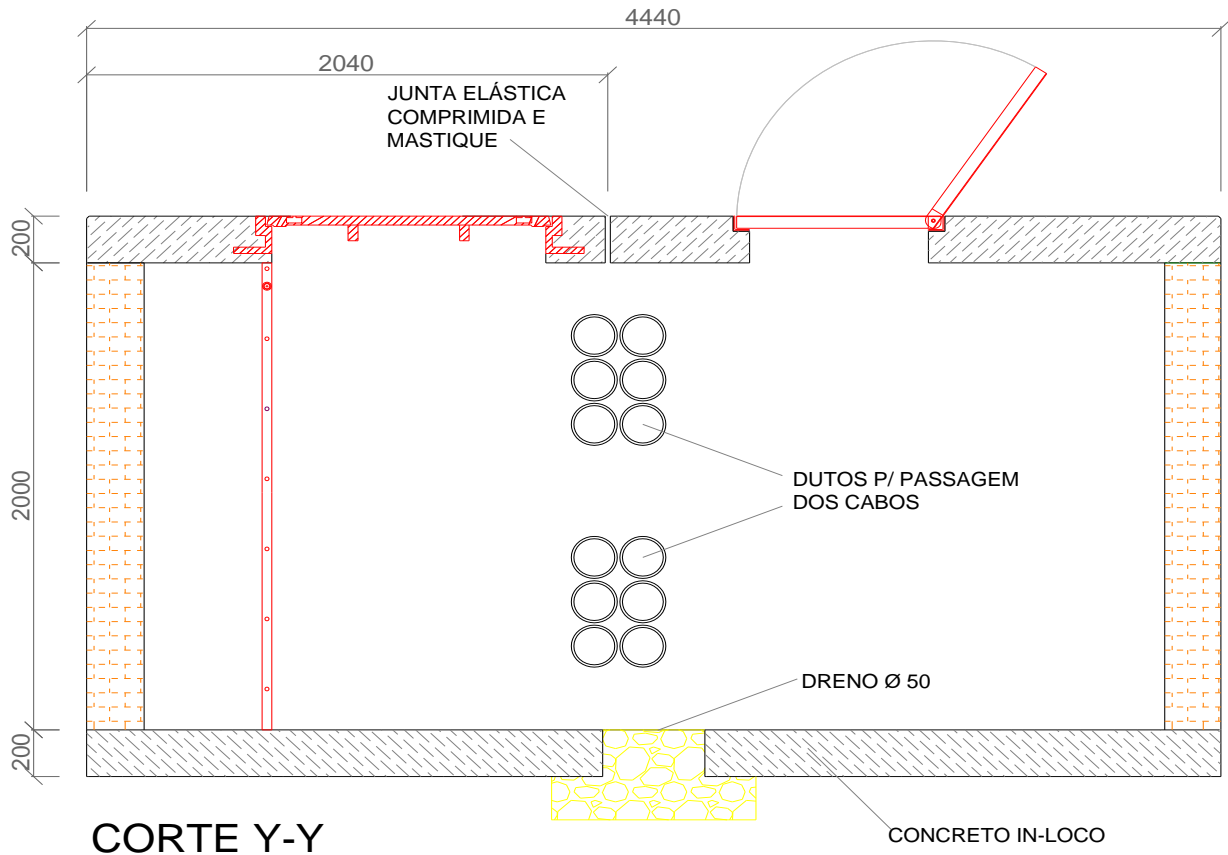 4440
2040
JUNTA ELÁSTICA
COMPRIMIDA E
MASTIQUE
200
2000
DUTOS P/ PASSAGEM
DOS CABOS
DRENO Ø 50
200
CONCRETO IN-LOCO
CORTE Y-Y